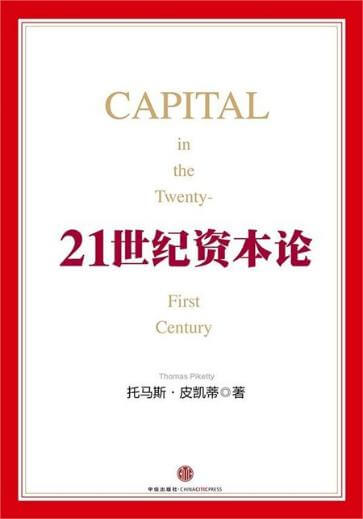 CAPITAL
in
the
Twenty-
21世纪资本论
First
Century
Thomas Piketty
托马斯·皮凯蒂◎著
中信出版社·CHINACITICPRESS